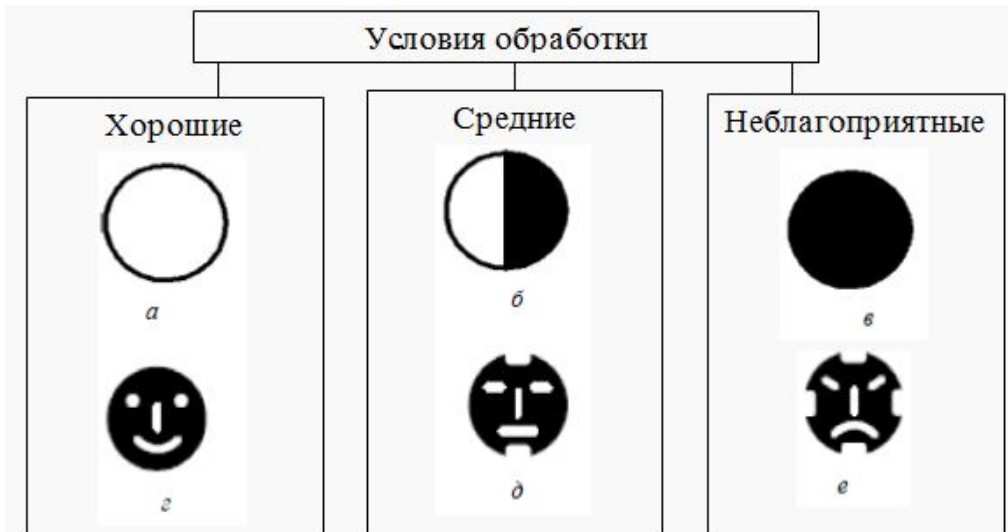 Условия обработки
Хорошие
Средние
Неблагоприятные
а
б
в
г
д
е